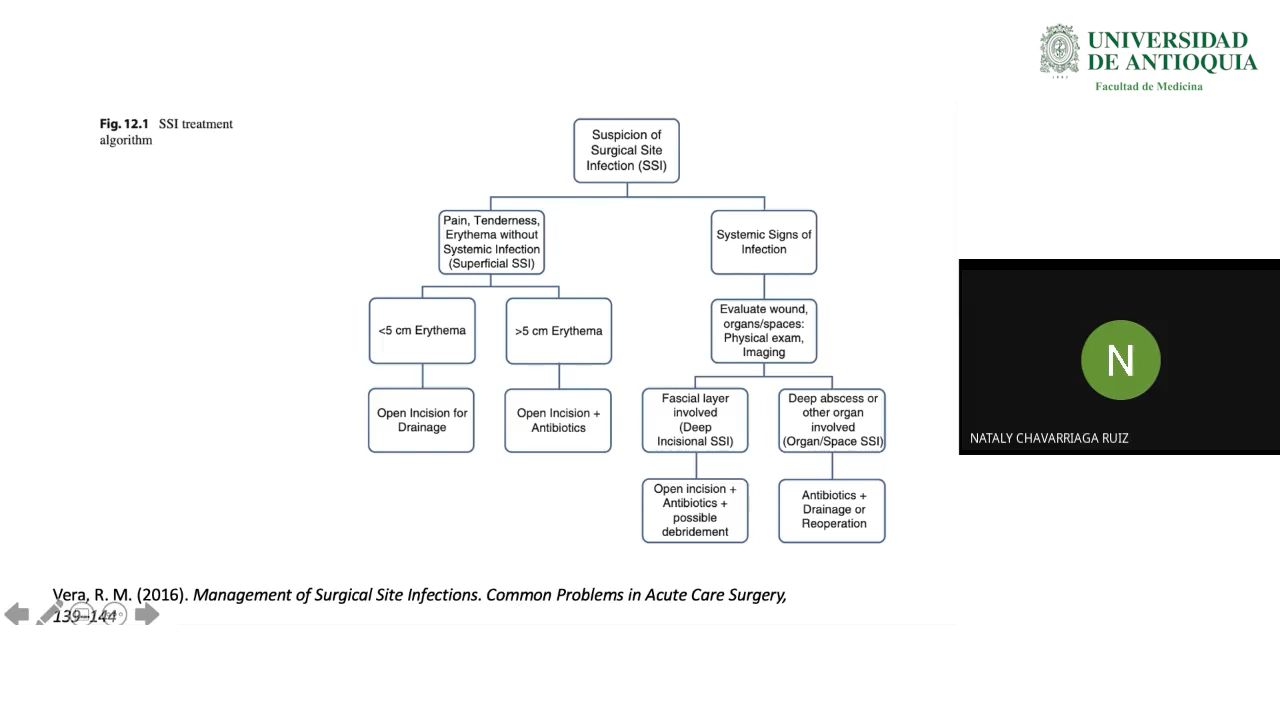 UNIVERSIDAD
DE ANTIOQUIA
Facultad de Medicina
Fig. 12.1 SSI treatment
algorithm
Suspicion of
Surgical Site
Infection (SSI)
Pain, Tenderness,
Erythema without
Systemic Infection
(Superficial SSI)
Systemic Signs of
Infection
<5 cm Erythema
>5 cm Erythema
Evaluate wound,
organs/spaces:
Physical exam,
Imaging
Open Incision for
Drainage
Open Incision +
Antibiotics
Fascial layer
involved
(Deep
Incisional SSI)
Deep abscess or
other organ
involved
(Organ/Space SSI)
Open incision +
Antibiotics +
possible
debridement
Antibiotics +
Drainage or
Reoperation
N
NATALY CHAVARRIAGA RUIZ
Vera, R. M. (2016). Management of Surgical Site Infections. Common Problems in Acute Care Surgery,
139–144